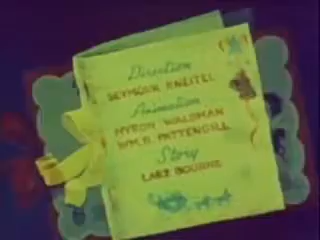 Direction
SEYMOUR KNEITEL
Animation
MYRON WALDMAN
WM.B. PATTENGILL
Story
LARZ BOURNE